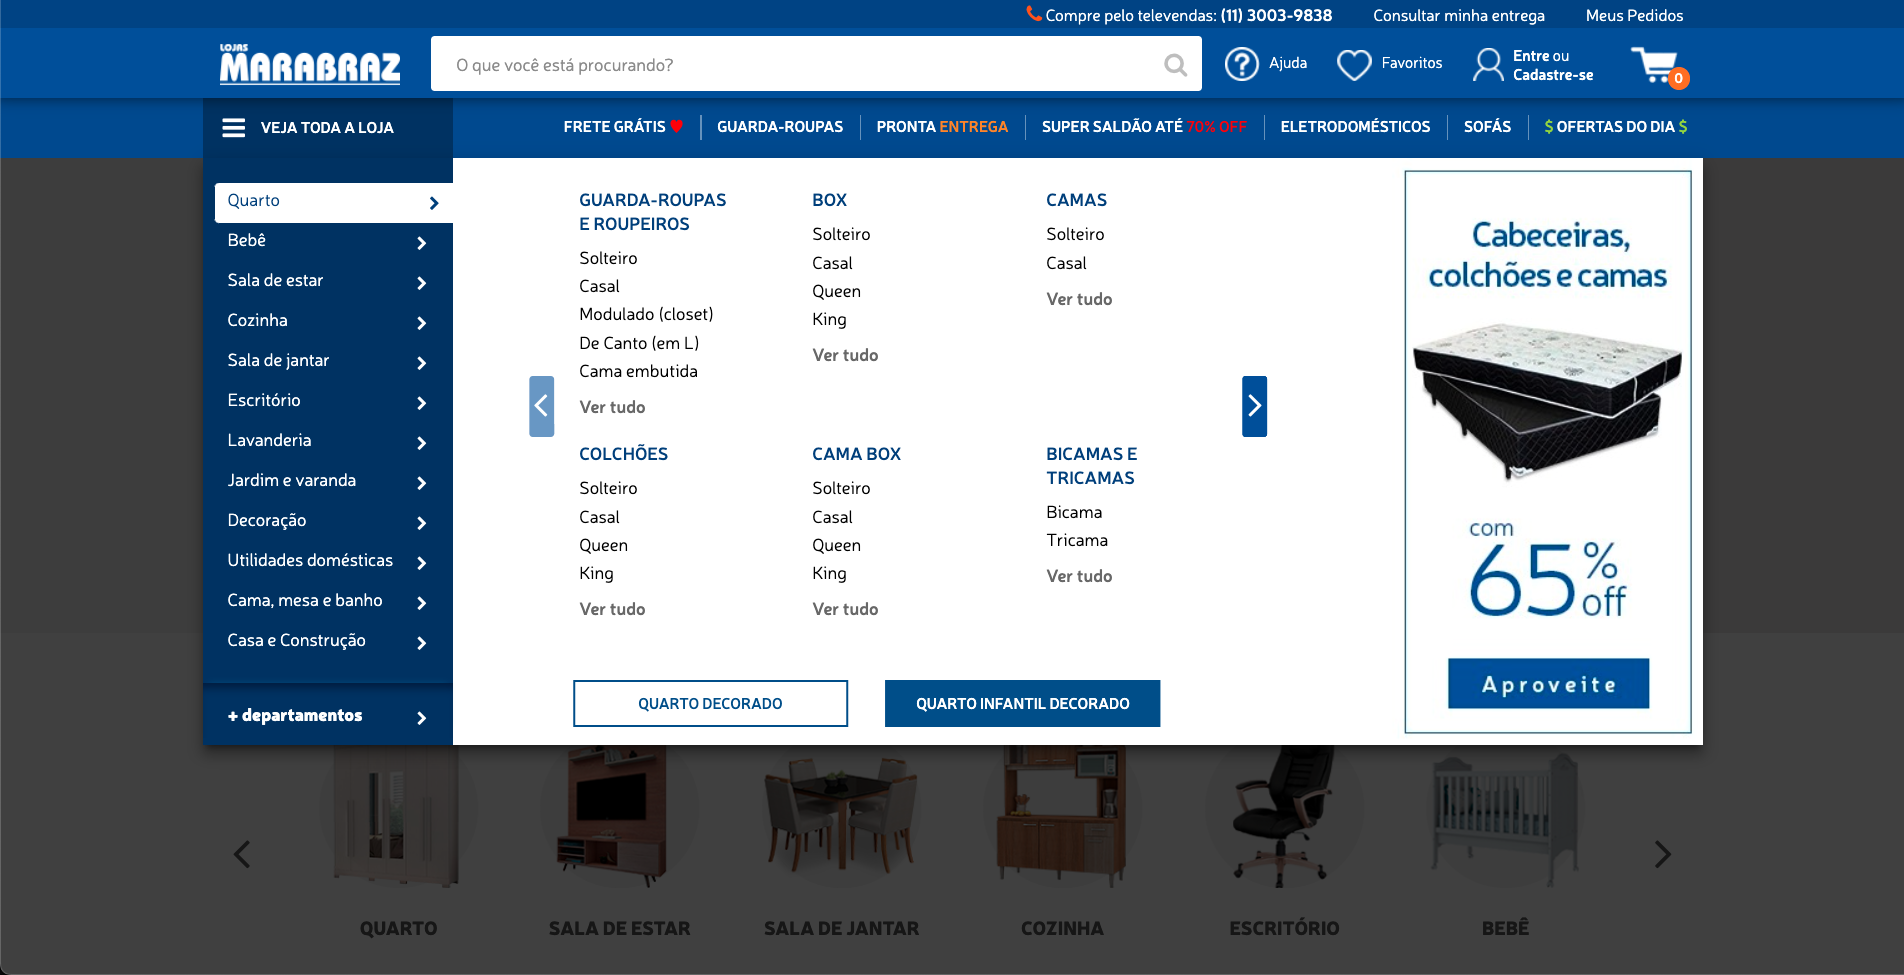 Compre pelo televendas: (11) 3003-9838
Consultar minha entrega
Meus Pedidos
LOJAS
MARABRAZ
O que você está procurando?
Ajuda
Favoritos
Entre ou
Cadastre-se
0
VEJA TODA A LOJA
FRETE GRÁTIS
GUARDA-ROUPAS
PRONTA ENTREGA
SUPER SALDÃO ATÉ 70% OFF
ELETRODOMÉSTICOS
SOFÁS
$ OFERTAS DO DIA $
Quarto
Bebê
Sala de estar
Cozinha
Sala de jantar
Escritório
Lavanderia
Jardim e varanda
Decoração
Utilidades domésticas
Cama, mesa e banho
Casa e Construção
+ departamentos
GUARDA-ROUPAS
E ROUPEIROS
Solteiro
Casal
Modulado (closet)
De Canto (em L)
Cama embutida
Ver tudo
BOX
Solteiro
Casal
Queen
King
Ver tudo
CAMAS
Solteiro
Casal
Ver tudo
COLCHÕES
Solteiro
Casal
Queen
King
Ver tudo
CAMA BOX
Solteiro
Casal
Queen
King
Ver tudo
BICAMAS E
TRICAMAS
Bicama
Tricama
Ver tudo
QUARTO DECORADO
QUARTO INFANTIL DECORADO
Cabeceiras,
colchões e camas
com
65% off
Aproveite
QUARTO
SALA DE ESTAR
SALA DE JANTAR
COZINHA
ESCRITÓRIO
BEBÊ